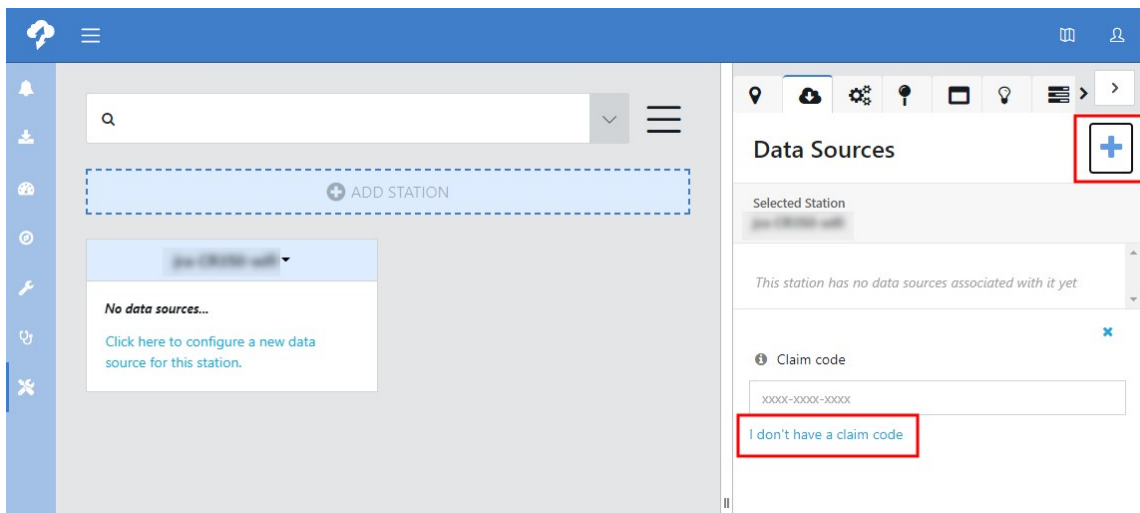 ADD STATION
No data sources...
Click here to configure a new data
source for this station.
Data Sources
Selected Station
This station has no data sources associated with it yet
Claim code
xxxx-xxxx-xxxx
I don't have a claim code